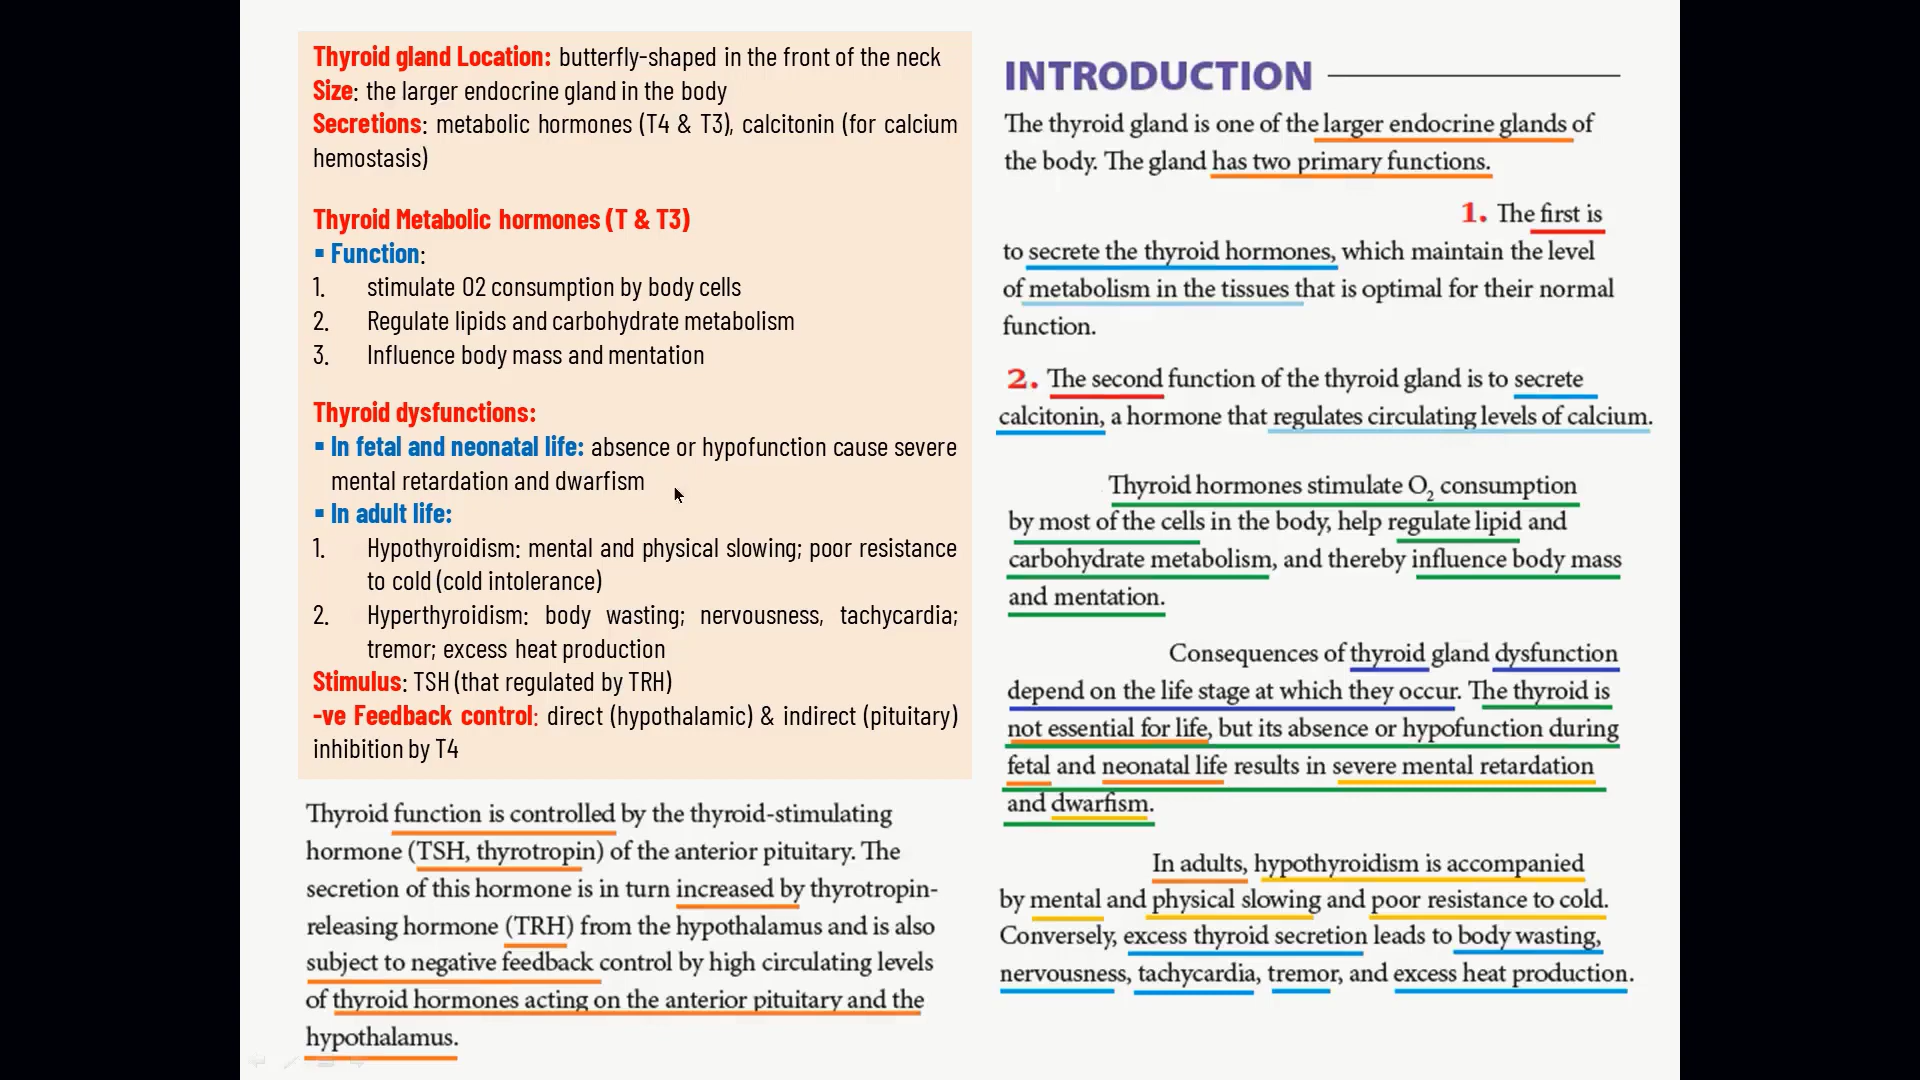 Thyroid gland Location: butterfly-shaped in the front of the neck
Size: the larger endocrine gland in the body
Secretions: metabolic hormones (T4 & T3), calcitonin (for calcium
hemostasis)
Thyroid Metabolic hormones (T & T3)
▪ Function:
1. stimulate O2 consumption by body cells
2. Regulate lipids and carbohydrate metabolism
3. Influence body mass and mentation
Thyroid dysfunctions:
▪ In fetal and neonatal life: absence or hypofunction cause severe
mental retardation and dwarfism
▪ In adult life:
1. Hypothyroidism: mental and physical slowing; poor resistance
to cold (cold intolerance)
2. Hyperthyroidism: body wasting; nervousness, tachycardia;
tremor; excess heat production
Stimulus: TSH (that regulated by TRH)
-ve Feedback control: direct (hypothalamic) & indirect (pituitary)
inhibition by T4
Thyroid function is controlled by the thyroid-stimulating
hormone (TSH, thyrotropin) of the anterior pituitary. The
secretion of this hormone is in turn increased by thyrotropin-
releasing hormone (TRH) from the hypothalamus and is also
subject to negative feedback control by high circulating levels
of thyroid hormones acting on the anterior pituitary and the
hypothalamus.
INTRODUCTION
The thyroid gland is one of the larger endocrine glands of
the body. The gland has two primary functions.
1. The first is
to secrete the thyroid hormones, which maintain the level
of metabolism in the tissues that is optimal for their normal
function.
2. The second function of the thyroid gland is to secrete
calcitonin, a hormone that regulates circulating levels of calcium.
Thyroid hormones stimulate O₂ consumption
by most of the cells in the body, help regulate lipid and
carbohydrate metabolism, and thereby influence body mass
and mentation.
Consequences of thyroid gland dysfunction
depend on the life stage at which they occur. The thyroid is
not essential for life, but its absence or hypofunction during
fetal and neonatal life results in severe mental retardation
and dwarfism.
In adults, hypothyroidism is accompanied
by mental and physical slowing and poor resistance to cold.
Conversely, excess thyroid secretion leads to body wasting,
nervousness, tachycardia, tremor, and excess heat production.